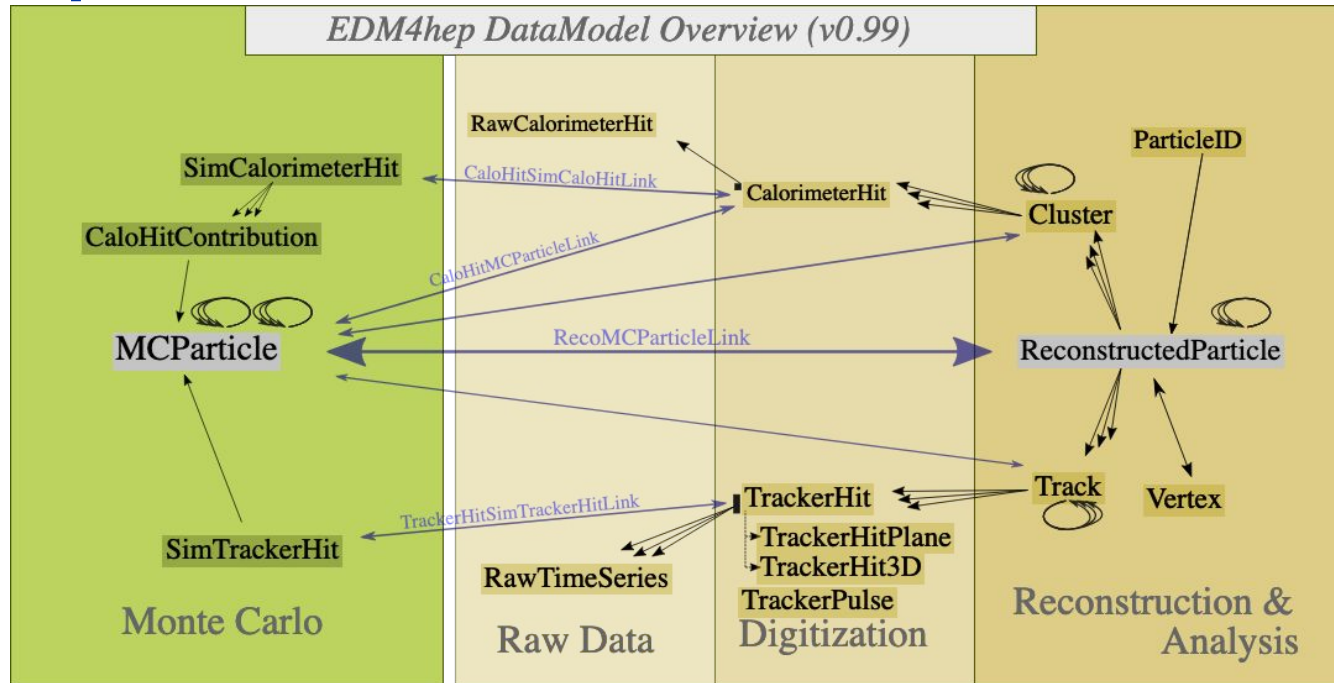 EDM4hep DataModel Overview (v0.99)
RawCalorimeterHit
ParticleID
SimCalorimeterHit
CaloHitSimCaloHitLink
CalorimeterHit
Cluster
CaloHitContribution
CaloHitMCParticleLink
MCParticle
RecoMCParticleLink
ReconstructedParticle
TrackerHit
Track
Vertex
TrackerHitSimTrackerHitLink
SimTrackerHit
TrackerHitPlane
RawTimeSeries
TrackerHit3D
TrackerPulse
Monte Carlo
Raw Data
Digitization
Reconstruction &
Analysis